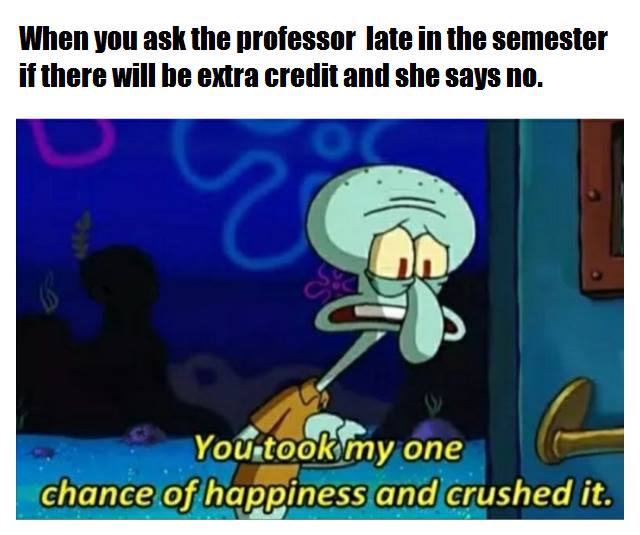 When you ask the professor late in the semester
if there will be extra credit and she says no.
You took my one
chance of happiness and crushed it.